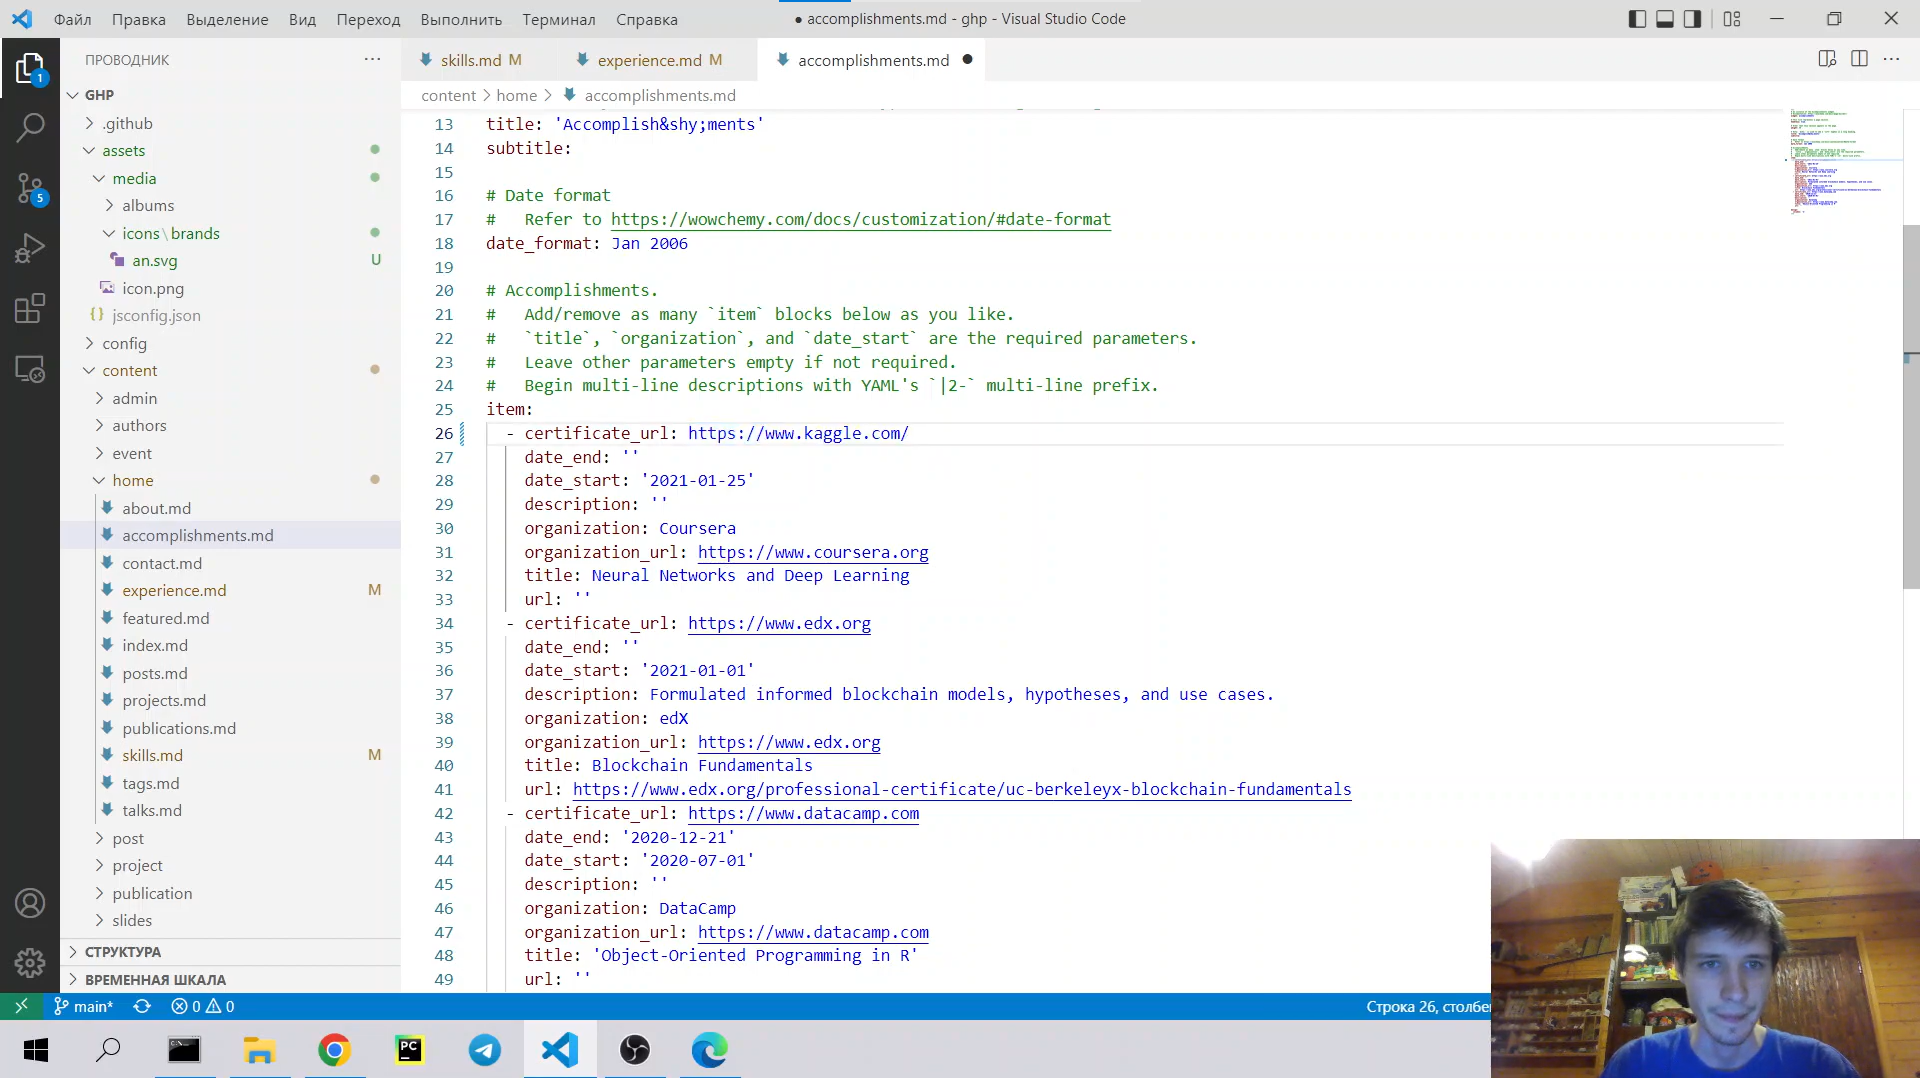 Файл Правка Выделение Вид Переход Выполнить Терминал Справка
● accomplishments.md - ghp - Visual Studio Code
ПРОВОДНИК
skills.md M
experience.md M
accomplishments.md
GHP
content > home > accomplishments.md
.github
assets
media
albums
icons\brands
an.svg U
icon.png
jsconfig.json
config
content
admin
authors
event
home
about.md
accomplishments.md
contact.md
experience.md M
featured.md
index.md
posts.md
projects.md
publications.md
skills.md M
tags.md
talks.md
post
project
publication
slides
СТРУКТУРА
ВРЕМЕННАЯ ШКАЛА
13 title: 'Accomplish&shy;ments'
14 subtitle:
15
16 # Date format
17 #   Refer to https://wowchemy.com/docs/customization/#date-format
18 date_format: Jan 2006
19
20 # Accomplishments.
21 #   Add/remove as many `item` blocks below as you like.
22 #   `title`, `organization`, and `date_start` are the required parameters.
23 #   Leave other parameters empty if not required.
24 #   Begin multi-line descriptions with YAML's `|2-` multi-line prefix.
25 item:
26   - certificate_url: https://www.kaggle.com/
27     date_end: ''
28     date_start: '2021-01-25'
29     description: ''
30     organization: Coursera
31     organization_url: https://www.coursera.org
32     title: Neural Networks and Deep Learning
33     url: ''
34   - certificate_url: https://www.edx.org
35     date_end: ''
36     date_start: '2021-01-01'
37     description: Formulated informed blockchain models, hypotheses, and use cases.
38     organization: edX
39     organization_url: https://www.edx.org
40     title: Blockchain Fundamentals
41     url: https://www.edx.org/professional-certificate/uc-berkeleyx-blockchain-fundamentals
42   - certificate_url: https://www.datacamp.com
43     date_end: '2020-12-21'
44     date_start: '2020-07-01'
45     description: ''
46     organization: DataCamp
47     organization_url: https://www.datacamp.com
48     title: 'Object-Oriented Programming in R'
49     url: ''
1
5
main* 0 0
Строка 26, столбе
PC